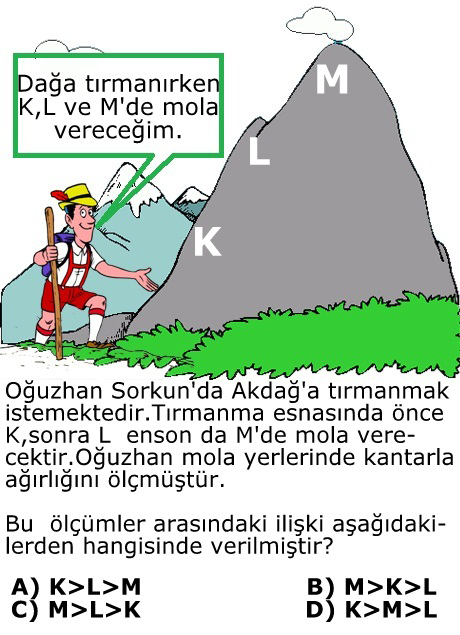 Dağa tırmanırken
K,L ve M'de mola
vereceğim.
M
L
K
Oğuzhan Sorkun'da Akdağ'a tırmanmak
istemektedir.Tırmanma esnasında önce
K,sonra L enson da M'de mola vere-
cektir.Oğuzhan mola yerlerinde kantarla
ağırlığını ölçmüştür.
Bu ölçümler arasındaki ilişki aşağıdaki-
lerden hangisinde verilmiştir?
A) K>L>M B) M>K>L
C) M>L>K D) K>M>L